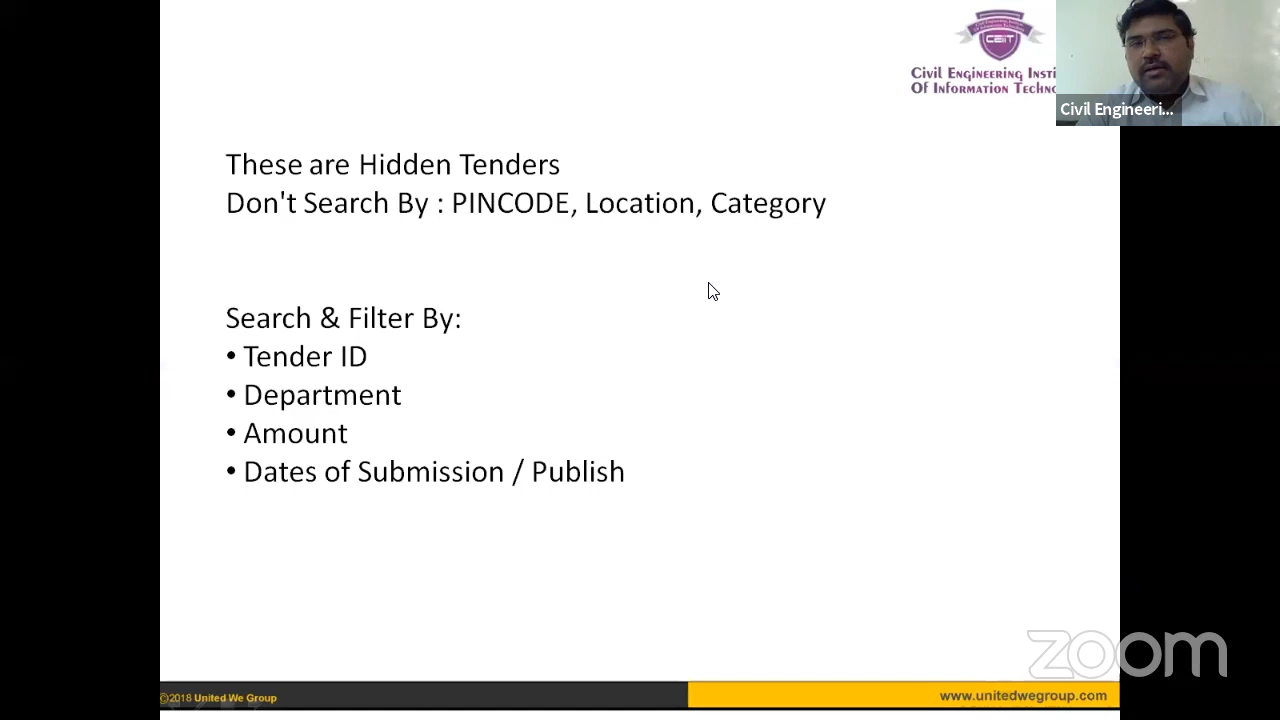 CEIT
Civil Engineering Insti
Of Information Techno
Civil Engineeri...
These are Hidden Tenders
Don't Search By : PINCODE, Location, Category
Search & Filter By:
• Tender ID
• Department
• Amount
• Dates of Submission / Publish
zoom
©2018 United We Group
www.unitedwegroup.com